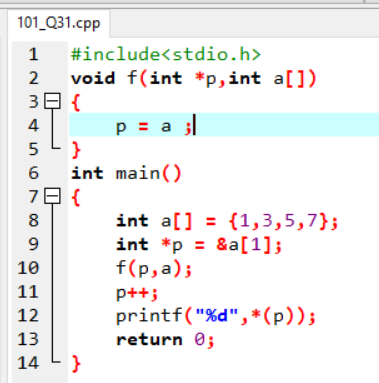 101_Q31.cpp
1 #include<stdio.h>
2 void f(int *p,int a[])
3 {
4 p = a ;
5 }
6 int main()
7 {
8 int a[] = {1,3,5,7};
9 int *p = &a[1];
10 f(p,a);
11 p++;
12 printf("%d",*(p));
13 return 0;
14 }